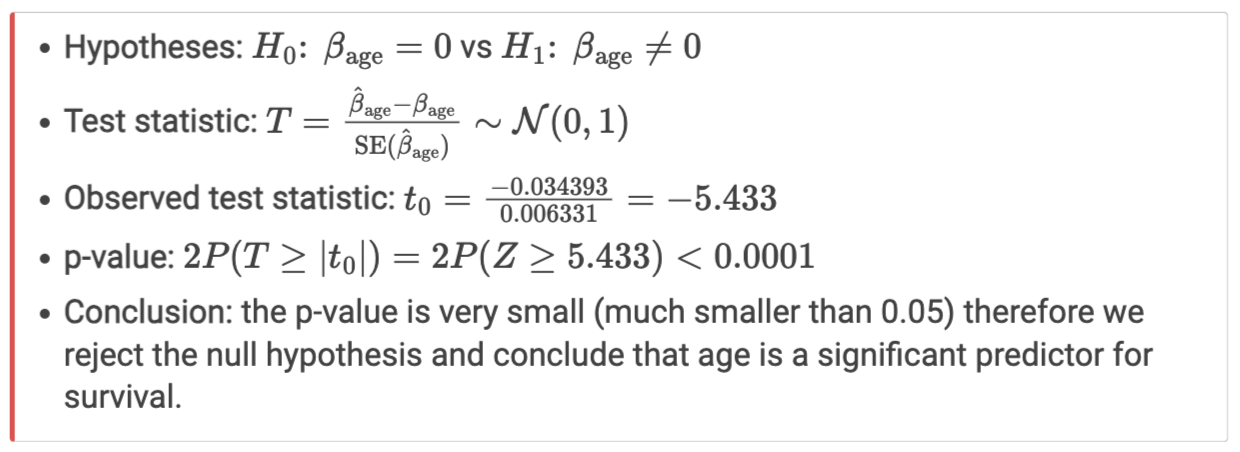 • Hypotheses: H₀: β_age = 0 vs H₁: β_age ≠ 0
• Test statistic: T = (β̂_age − β_age) / SE(β̂_age) ∼ 𝒩(0, 1)
• Observed test statistic: t₀ = −0.034393 / 0.006331 = −5.433
• p-value: 2P(T ≥ |t₀|) = 2P(Z ≥ 5.433) < 0.0001
• Conclusion: the p-value is very small (much smaller than 0.05) therefore we
reject the null hypothesis and conclude that age is a significant predictor for
survival.